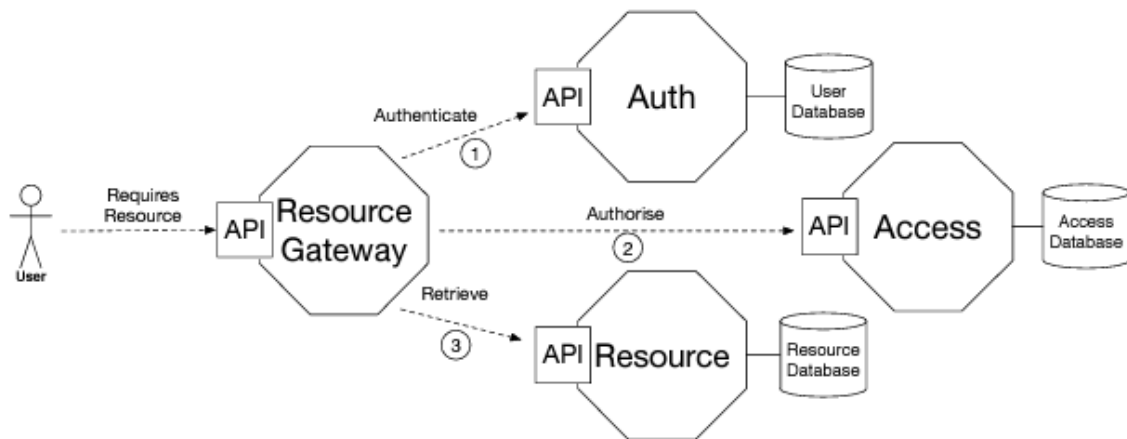 API
Auth
User
Database
Authenticate
1
Requires
Resource
API
Resource
Gateway
Authorise
2
API
Access
Access
Database
User
Retrieve
3
API
Resource
Resource
Database